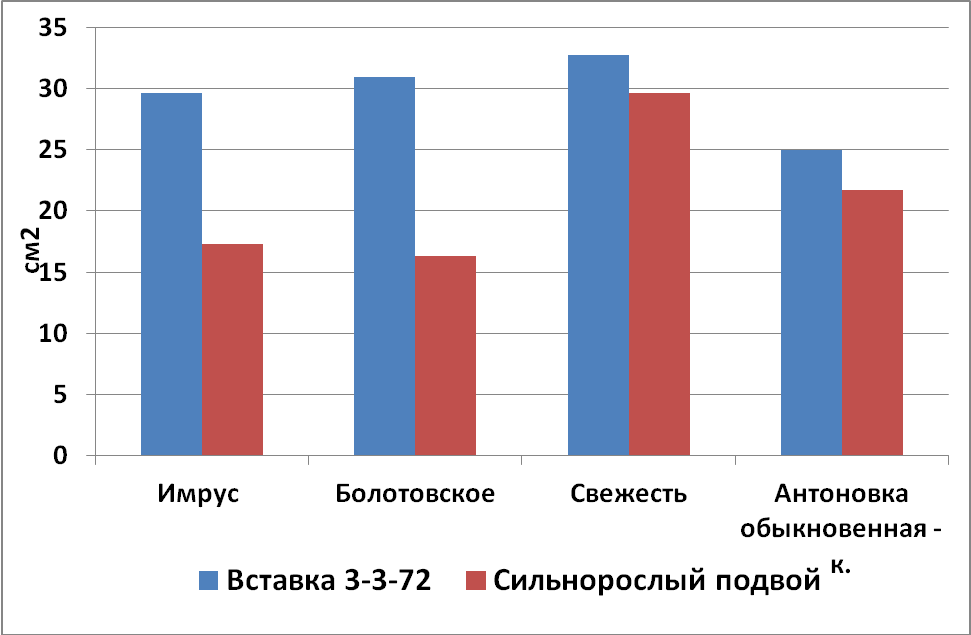 35
30
25
20
15
10
5
0
см2
Имрус
Болотовское
Свежесть
Антоновка
обыкновенная -
к.
Вставка 3-3-72
Сильнорослый подвой